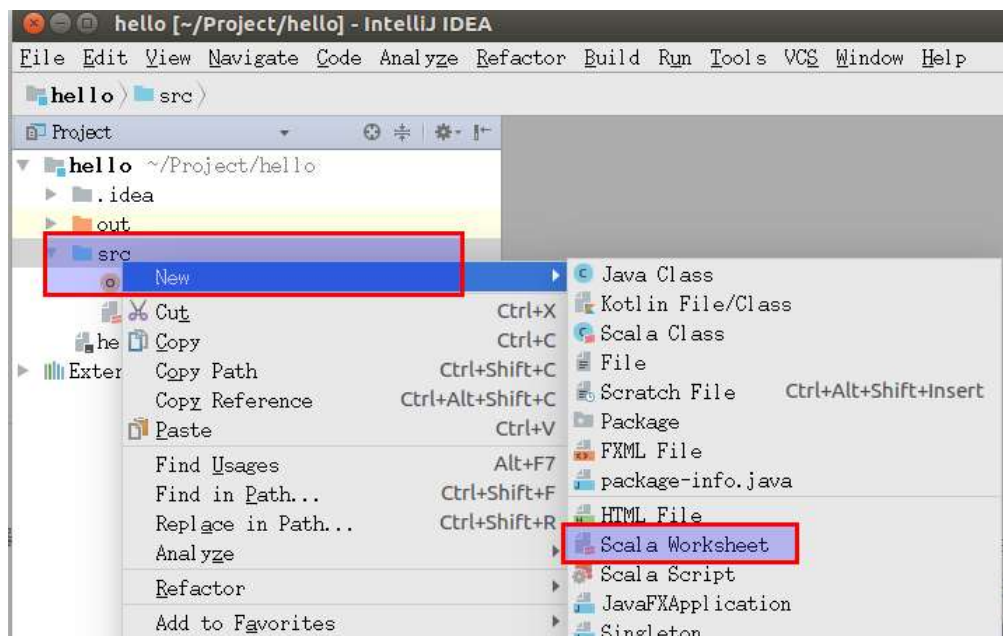 hello [~/Project/hello] - IntelliJ IDEA
File Edit View Navigate Code Analyze Refactor Build Run Tools VCS Window Help
hello src
Project
hello ~/Project/hello
.idea
out
src
he
Exter
New
Cut Ctrl+X
Copy Ctrl+C
Copy Path Ctrl+Shift+C
Copy Reference Ctrl+Alt+Shift+C
Paste Ctrl+V
Find Usages Alt+F7
Find in Path... Ctrl+Shift+F
Replace in Path... Ctrl+Shift+R
Analyze
Refactor
Add to Favorites
Java Class
Kotlin File/Class
Scala Class
File
Scratch File Ctrl+Alt+Shift+Insert
Package
FXML File
package-info.java
HTML File
Scala Worksheet
Scala Script
JavaFXApplication
Singleton